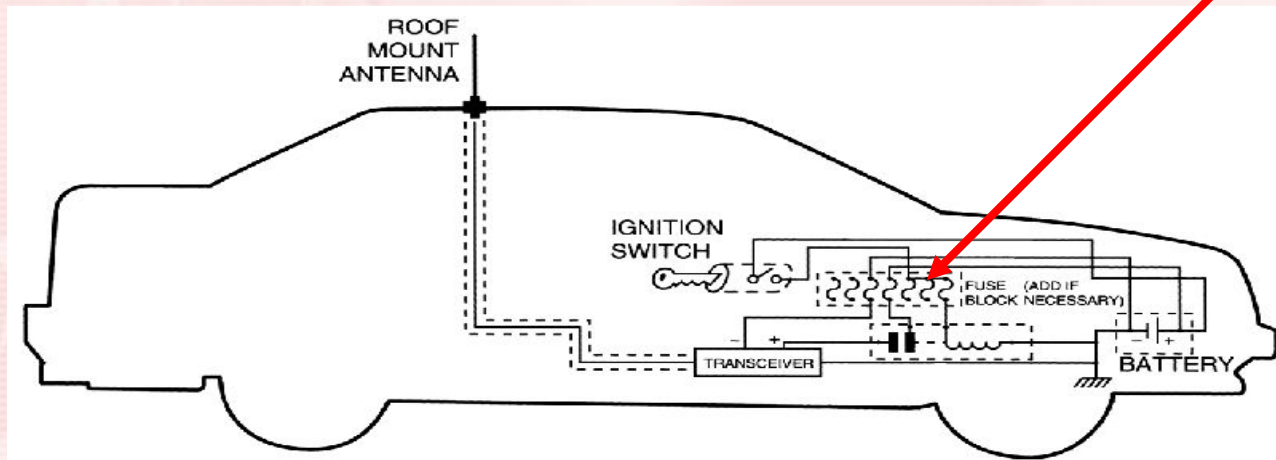 ROOF
MOUNT
ANTENNA
IGNITION
SWITCH
FUSE (ADD IF
BLOCK NECESSARY)
− +
TRANSCEIVER
− +
BATTERY